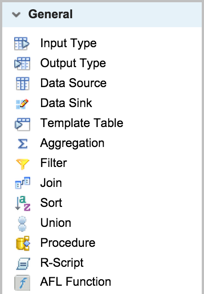 General
Input Type
Output Type
Data Source
Data Sink
Template Table
Aggregation
Filter
Join
Sort
Union
Procedure
R-Script
AFL Function